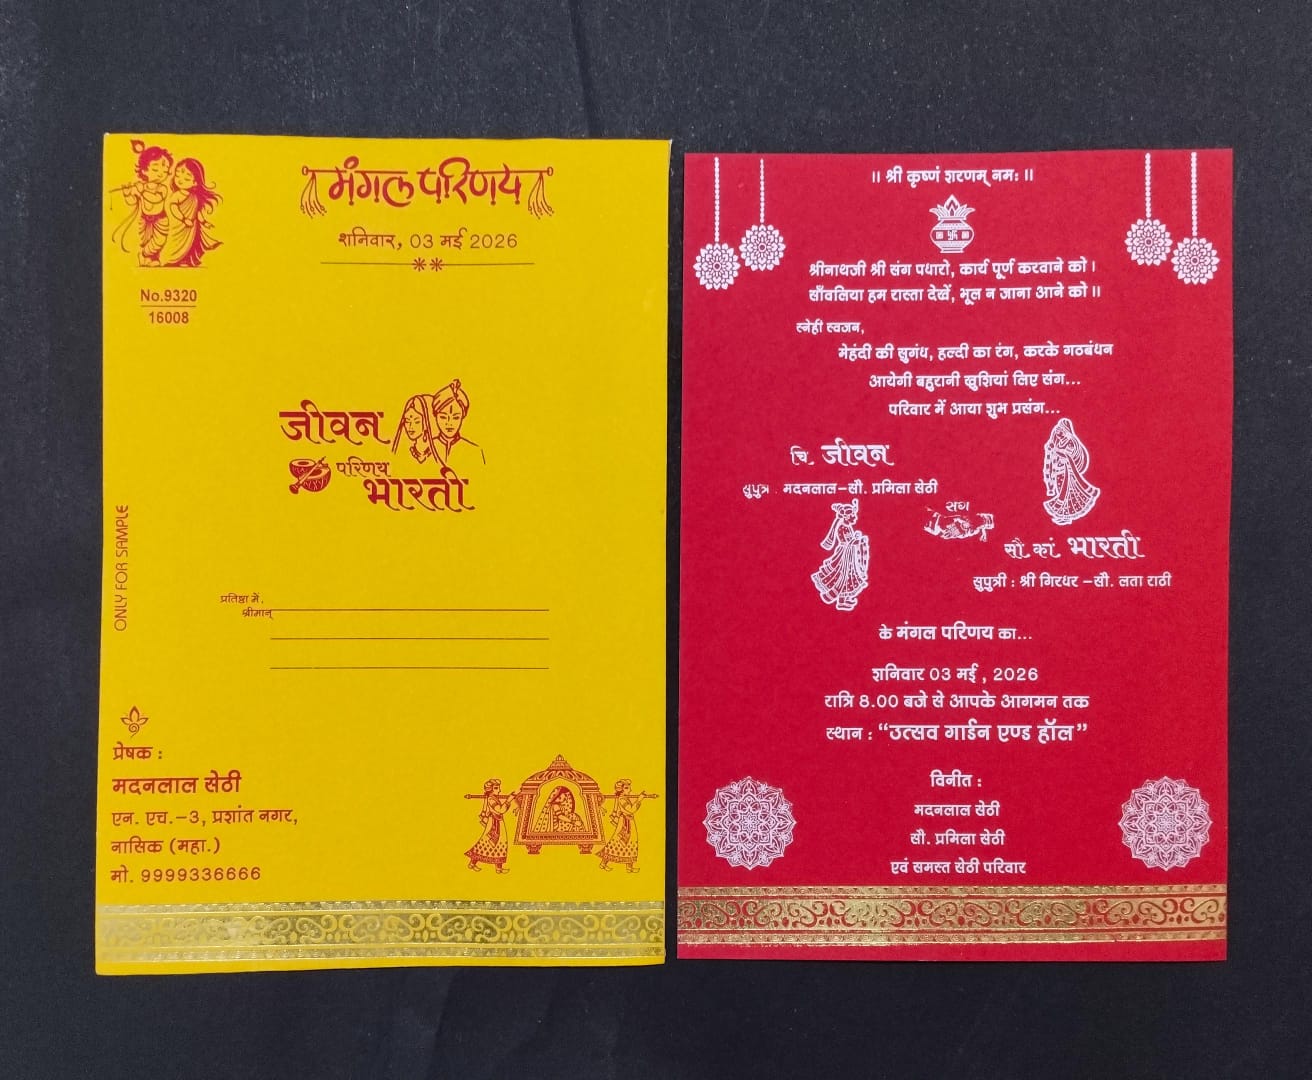 मंगल परिणय
शनिवार, 03 मई 2026
No.9320
16008
जीवन
परिणय
भारती
ONLY FOR SAMPLE
प्रतिष्ठा में,
श्रीमान्
प्रेषक :
मदनलाल सेठी
एन. एच.-3, प्रशांत नगर,
नासिक (महा.)
मो. 9999336666
।। श्री कृष्णं शरणम् नमः ।।
श्रीनाथजी श्री संग पधारो, कार्य पूर्ण करवाने को ।
साँवलिया हम रास्ता देखें, भूल न जाना आने को ।।
स्नेहीं स्वजन,
मेहंदी की सुगंध, हल्दी का रंग, करके गठबंधन
आयेगी बहुरानी खुशियां लिए संग...
परिवार में आया शुभ प्रसंग...
चि. जीवन
सुपुत्र : मदनलाल–सौ. प्रमिला सेठी
संग
सौ. कां. भारती
सुपुत्री : श्री गिरधर –सौ. लता राठी
के मंगल परिणय का...
शनिवार 03 मई , 2026
रात्रि 8.00 बजे से आपके आगमन तक
स्थान : “उत्सव गार्डन एण्ड हॉल”
विनीत :
मदनलाल सेठी
सौ. प्रमिला सेठी
एवं समस्त सेठी परिवार